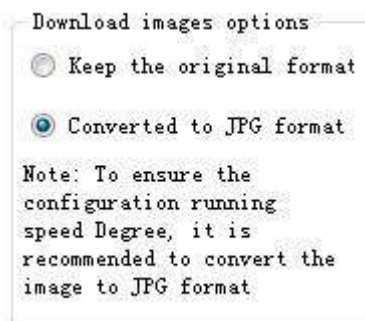 Download images options
Keep the original format
Converted to JPG format
Note: To ensure the
configuration running
speed Degree, it is
recommended to convert the
image to JPG format